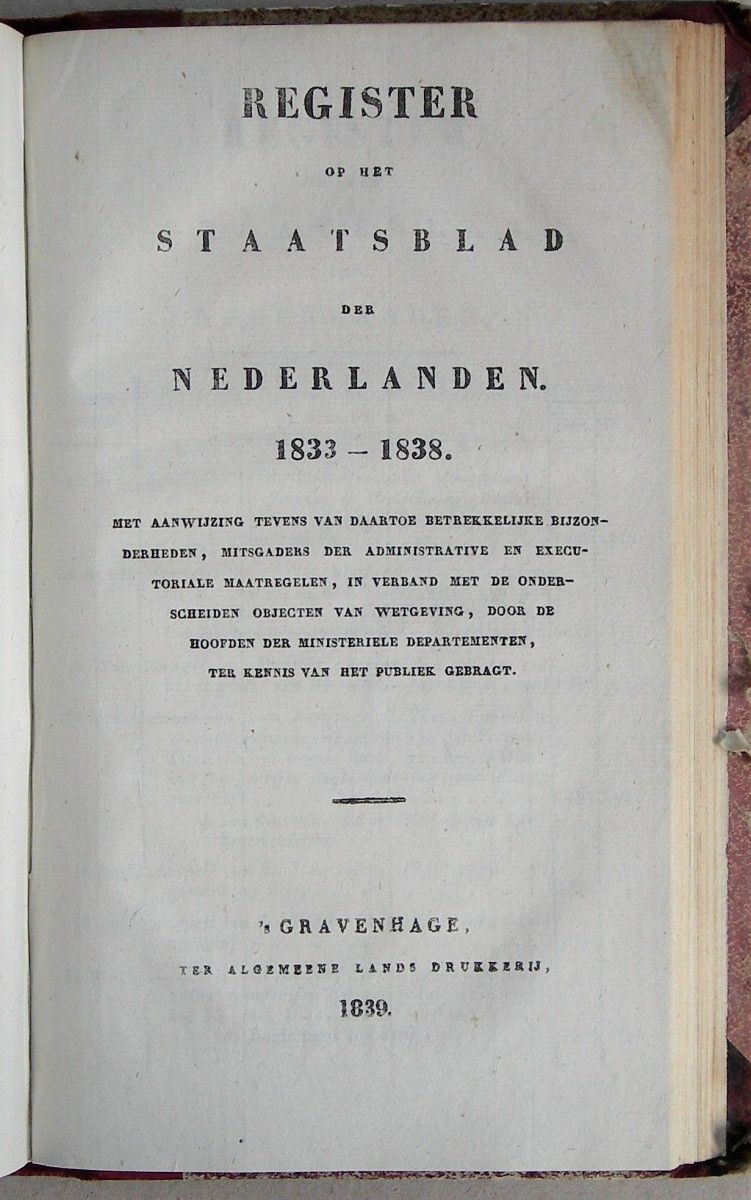 REGISTER
OP HET
STAATSBLAD
DER
NEDERLANDEN.
1833 — 1838.
MET AANWIJZING TEVENS VAN DAARTOE BETREKKELIJKE BIJZON-
DERHEDEN, MITSGADERS DER ADMINISTRATIVE EN EXECU-
TORIALE MAATREGELEN, IN VERBAND MET DE ONDER-
SCHEIDEN OBJECTEN VAN WETGEVING, DOOR DE
HOOFDEN DER MINISTERIELE DEPARTEMENTEN,
TER KENNIS VAN HET PUBLIEK GEBRAGT.
's GRAVENHAGE,
TER ALGEMEENE LANDS DRUKKERIJ,
1839.